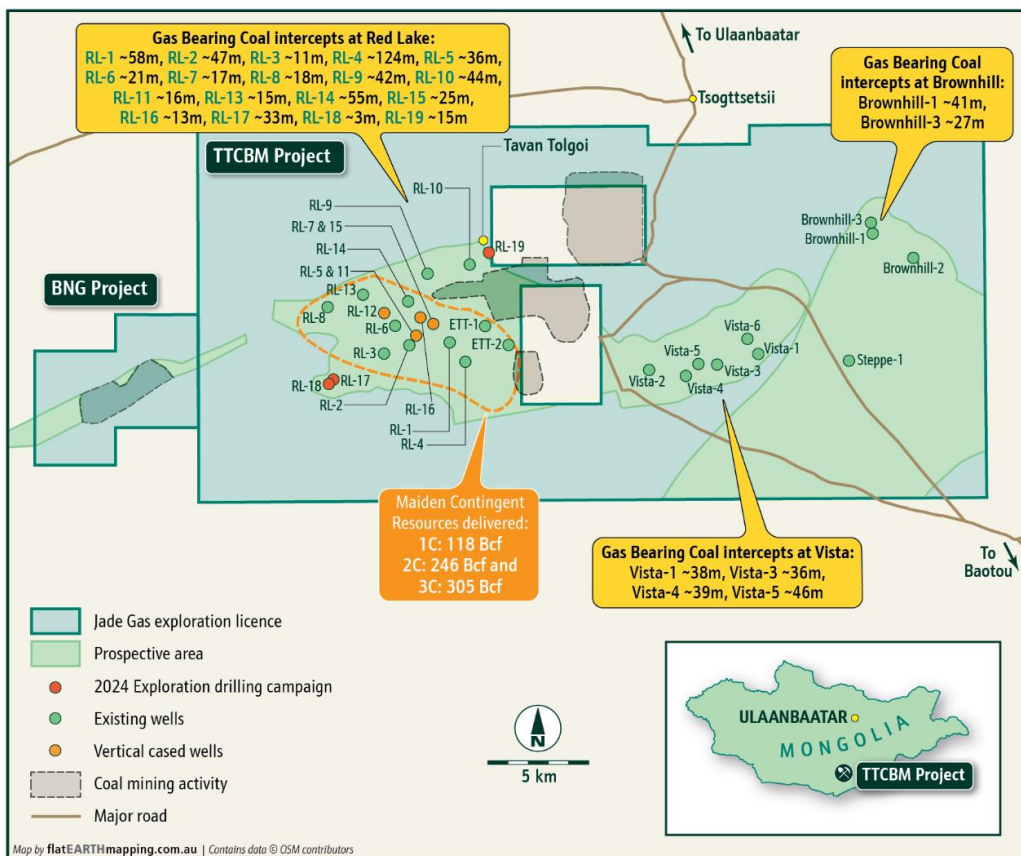 Gas Bearing Coal intercepts at Red Lake:
RL-1 ~58m, RL-2 ~47m, RL-3 ~11m, RL-4 ~124m, RL-5 ~36m,
RL-6 ~21m, RL-7 ~17m, RL-8 ~18m, RL-9 ~42m, RL-10 ~44m,
RL-11 ~16m, RL-13 ~15m, RL-14 ~55m, RL-15 ~25m,
RL-16 ~13m, RL-17 ~33m, RL-18 ~3m, RL-19 ~15m
To Ulaanbaatar
Tsogttsetsii
Gas Bearing Coal
intercepts at Brownhill:
Brownhill-1 ~41m,
Brownhill-3 ~27m
TTCBM Project
Tavan Tolgoi
RL-10
RL-9
RL-7 & 15
RL-14
RL-5 & 11
RL-19
Brownhill-3
Brownhill-1
Brownhill-2
BNG Project
RL-13
RL-8
RL-12
RL-6
RL-3
ETT-1
ETT-2
RL-17
RL-18
RL-2
RL-16
RL-1
RL-4
Vista-6
Vista-1
Vista-5
Vista-3
Vista-2
Vista-4
Steppe-1
Maiden Contingent
Resources delivered:
1C: 118 Bcf
2C: 246 Bcf and
3C: 305 Bcf
Gas Bearing Coal intercepts at Vista:
Vista-1 ~38m, Vista-3 ~36m,
Vista-4 ~39m, Vista-5 ~46m
To
Baotou
Jade Gas exploration licence
Prospective area
2024 Exploration drilling campaign
Existing wells
Vertical cased wells
Coal mining activity
Major road
N
5 km
ULAANBAATAR
MONGOLIA
TTCBM Project
Map by flatEARTHmapping.com.au | Contains data © OSM contributors